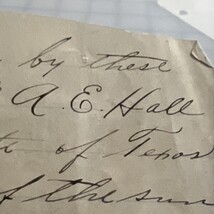 by these
A. E. Hall
of Texas
of the sum